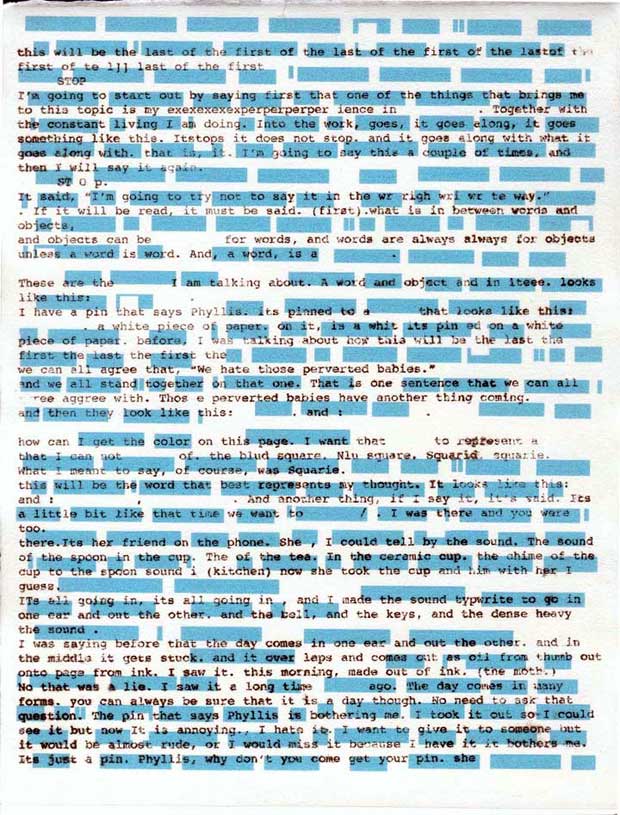 this will be the last of the first of the last of the first of the lastof the
first of te l]] last of the first
STOP
I'm going to start out by saying first that one of the things that brings me
to this topic is my exexexexexperperperper ience in . Together with
the constant living I am doing. Into the work, goes, it goes along, it goes
something like this. Itstops it does not stop. and it goes along with what it
goes along with. that is, it. I'm going to say this a couple of times, and
then I will say it again.
ST O p.
It said, "I'm going to try not to say it in the wr righ wri wr te way."
. If it will be read, it must be said. (first).what is in between words and
objects,
and objects can be for words, and words are always always for objects
unless a word is word. And, a word, is a .
These are the I am talking about. A word and object and in iteee. looks
like this:
I have a pin that says Phyllis. its pinned to a that looks like this:
. a white piece of paper. on it, is a whit its pin ed on a white
piece of paper. before, I was talking about how this will be the last the
first the last the first the
we can all agree that, "We hate those perverted babies."
and we all stand together on that one. That is one sentence that we can all
ree aggree with. Thos e perverted babies have another thing coming.
and then they look like this: . and : .
how can I get the color on this page. I want that to represent a
that I can not of. the blud square. Nlu square. Squarid. squarie.
What I meant to say, of course, was Squarie.
this will be the word that best represents my thought. It looks like this:
and : , . And another thing, if I say it, it's said. Its
a little bit like that time we want to / . I was there and you were
too.
there.Its her friend on the phone. She , I could tell by the sound. The sound
of the spoon in the cup. The of the tea. In the ceramic cup. the chime of the
cup to the spoon sound i (kitchen) now she took the cup and him with her I
guess.
ITs all going in, its all going in , and I made the sound typwrite to go in
one ear and out the other. and the bell, and the keys, and the dense heavy
the sound .
I was saying before that the day comes in one ear and out the other. and in
the middle it gets stuck. and it over laps and comes out as oil from thumb out
onto page from ink. I saw it. this morning, made out of ink. (the moth.)
No that was a lie. I saw it a long time ago. The day comes in many
forms. you can always be sure that it is a day though. No need to ask that
question. The pin that says Phyllis is bothering me. I took it out so I could
see it but now It is annoying., I hate it. I want to give it to someone but
it would be almost rude, or I would miss it because I have it it bothers me.
Its just a pin. Phyllis, why don't you come get your pin. she